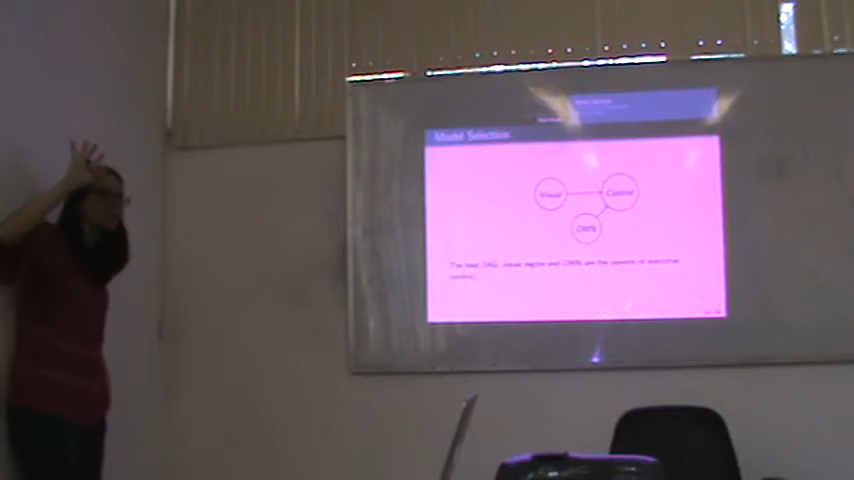 Model Selection
Visual
Control
DMN
The best DAG, visual region and DMN are the parents of executive
control.